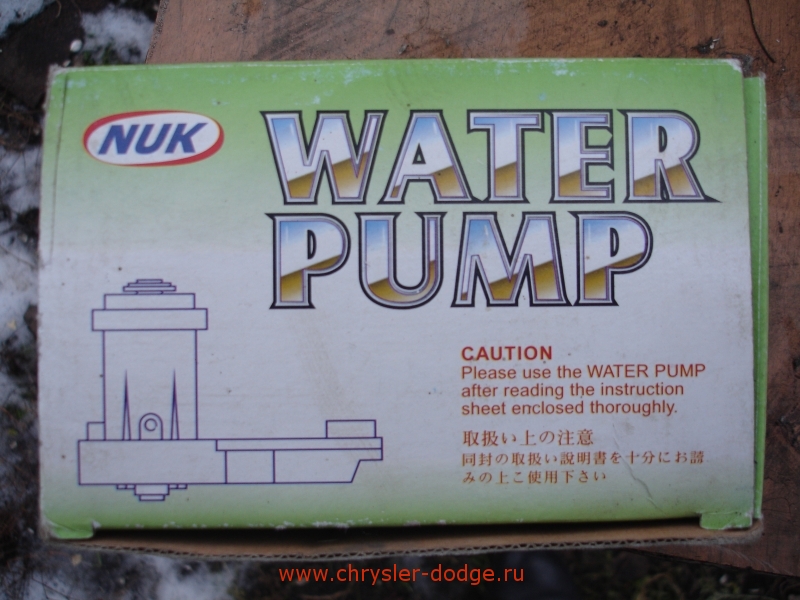 NUK
WATER
PUMP
CAUTION
Please use the WATER PUMP
after reading the instruction
sheet enclosed thoroughly.
取扱い上の注意
同封の取扱い説明書を十分にお讀
みの上こ使用下さい
www.chrysler-dodge.ru